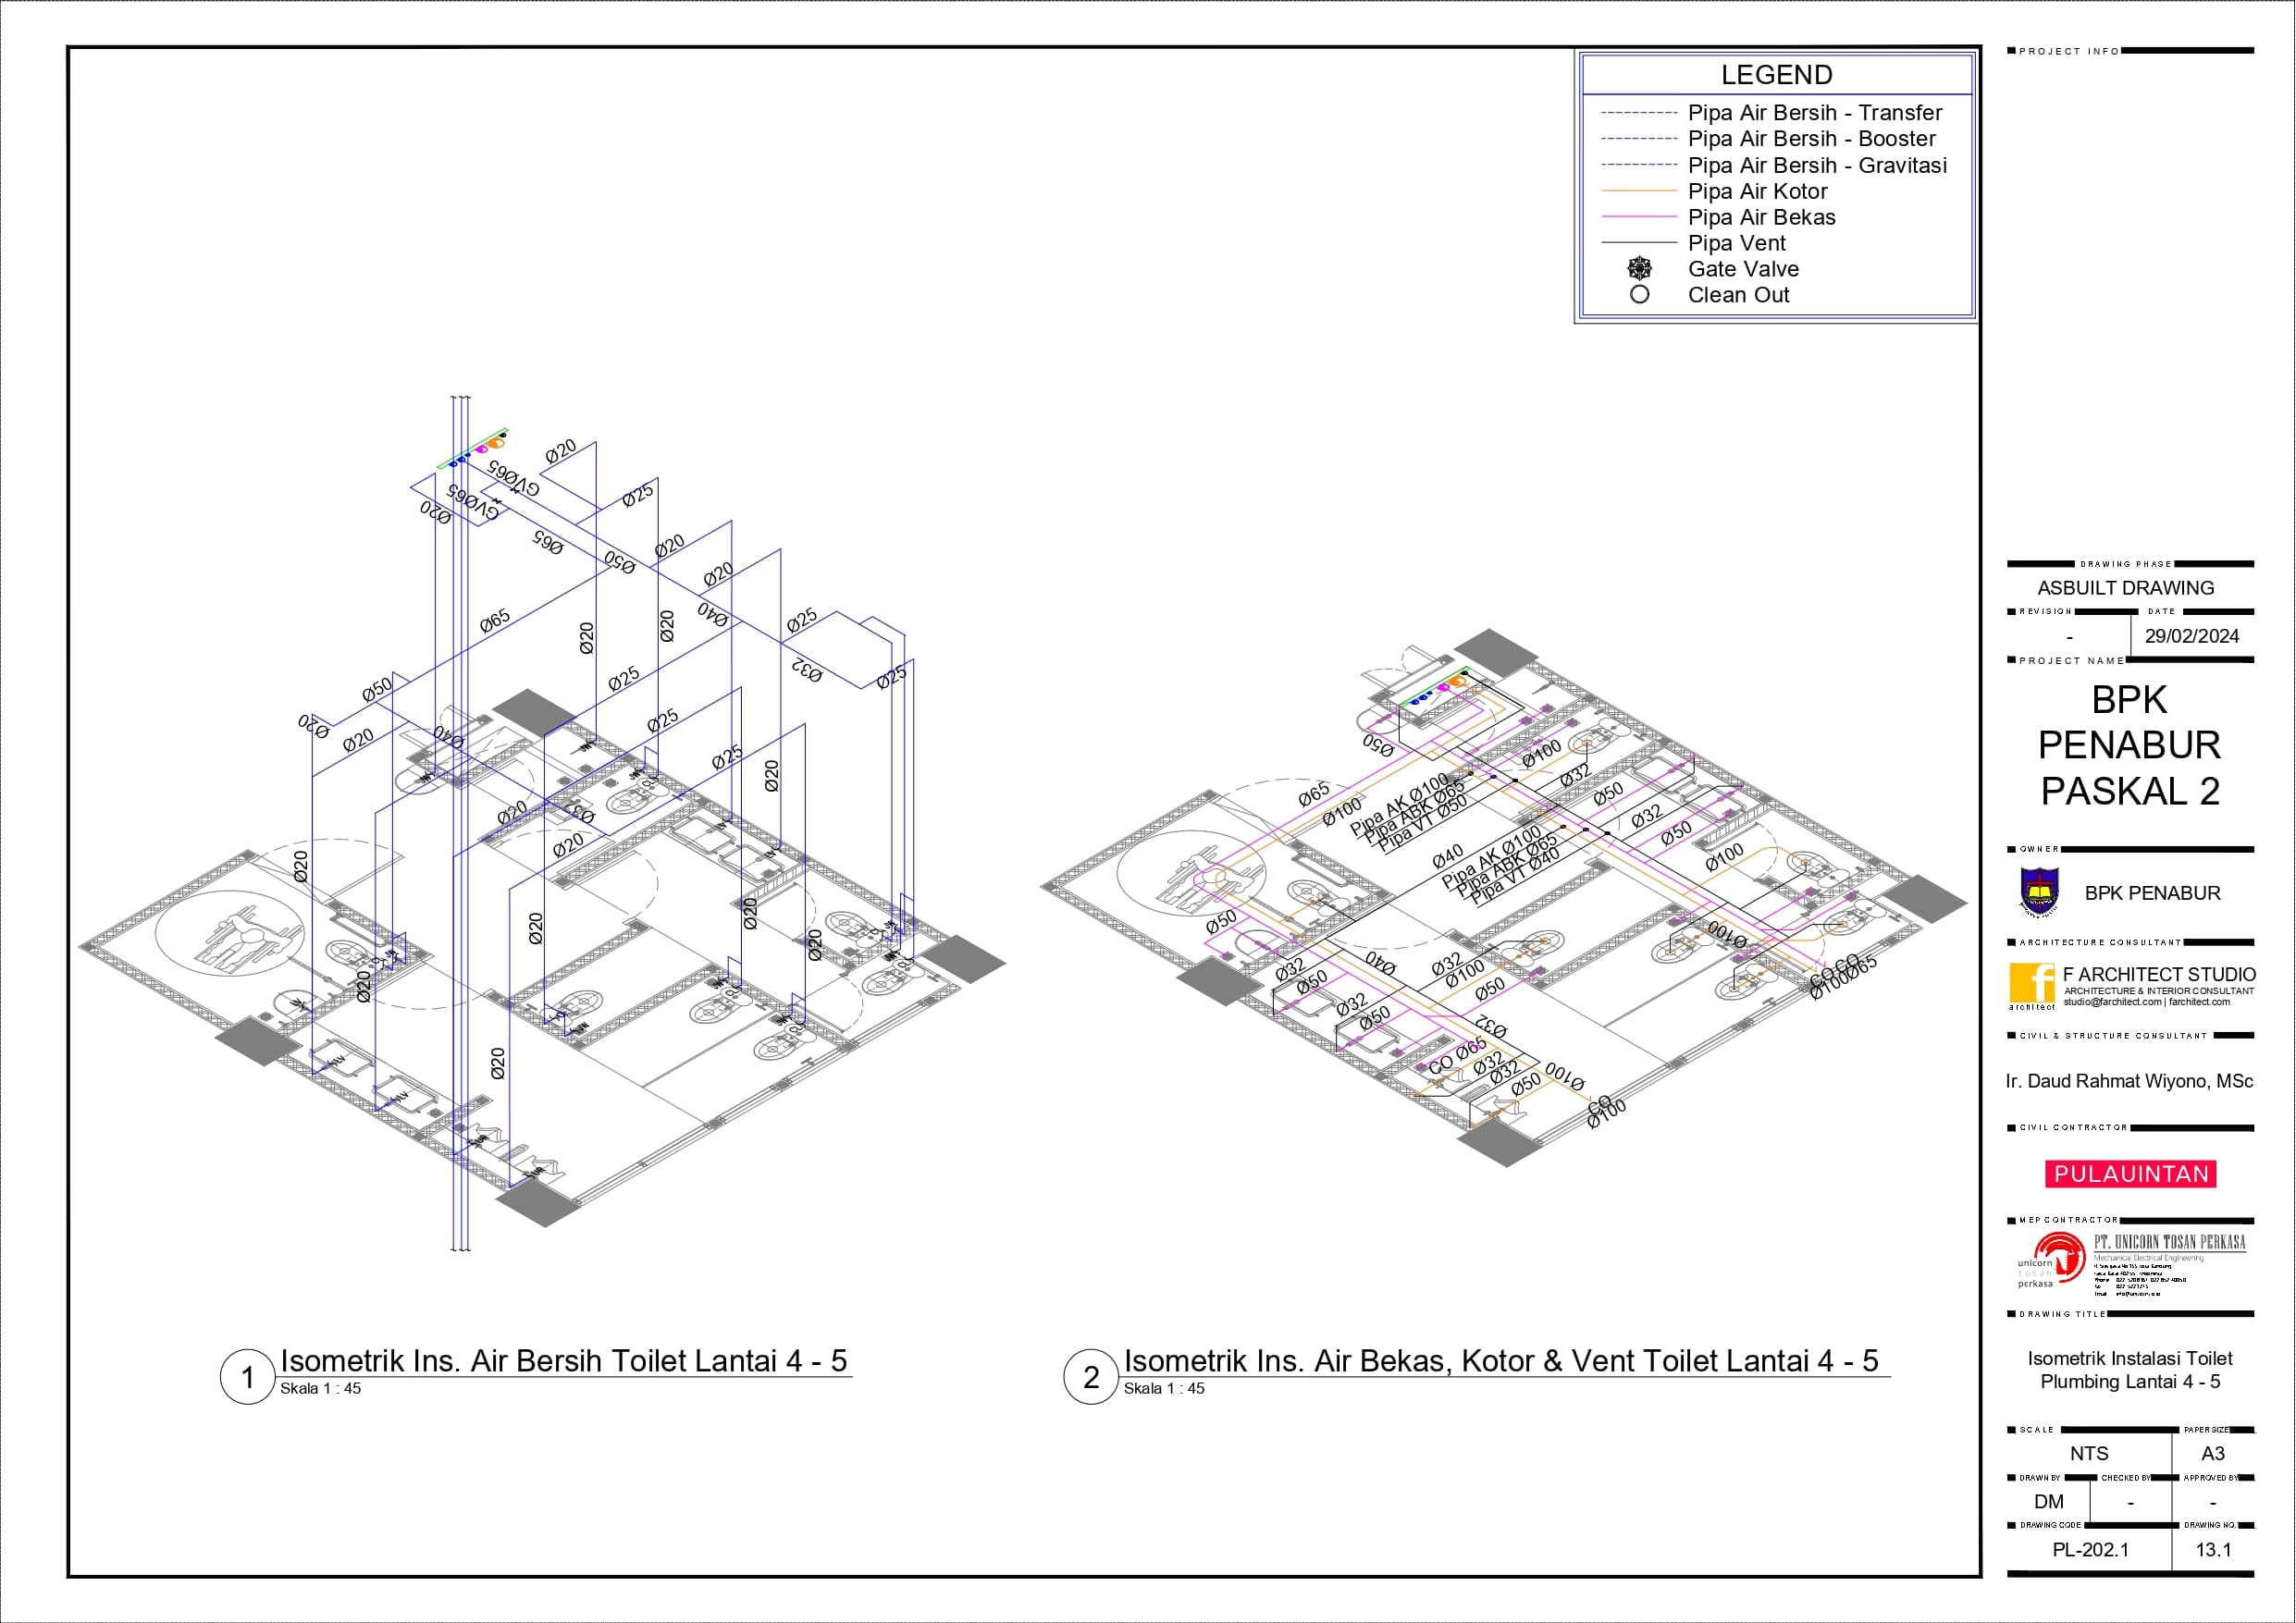 LEGEND
Pipa Air Bersih - Transfer
Pipa Air Bersih - Booster
Pipa Air Bersih - Gravitasi
Pipa Air Kotor
Pipa Air Bekas
Pipa Vent
Gate Valve
Clean Out
Ø20
GVØ65
Ø25
GVØ65
Ø20
Ø65
Ø50
Ø20
Ø20
Ø40
Ø65
Ø20
Ø20
Ø25
Ø32
Ø25
Ø50
Ø25
Ø20
Ø20
Ø40
Ø25
Ø25
Ø20
Ø20
Ø32
Ø20
Ø20
Ø20
Ø20
Ø20
Ø20
Ø20
LV
LV
Ø50
Ø100
Ø32
Ø65
Ø100
Pipa AK Ø100
Pipa ABK Ø65
Pipa VT Ø50
Ø50
Ø32
Ø50
Ø40
Pipa AK Ø100
Pipa ABK Ø65
Pipa VT Ø40
Ø100
Ø50
Ø100
Ø32
Ø50
Ø40
Ø32
Ø100
Ø50
CO CO
Ø100Ø65
Ø32
Ø50
Ø32
CO Ø65
Ø32
Ø32
Ø50
Ø100
CO
Ø100
1
Isometrik Ins. Air Bersih Toilet Lantai 4 - 5
Skala 1 : 45
2
Isometrik Ins. Air Bekas, Kotor & Vent Toilet Lantai 4 - 5
Skala 1 : 45
PROJECT INFO
DRAWING PHASE
ASBUILT DRAWING
REVISION DATE
- 29/02/2024
PROJECT NAME
BPK
PENABUR
PASKAL 2
OWNER
BPK PENABUR
ARCHITECTURE CONSULTANT
f
architect
F ARCHITECT STUDIO
ARCHITECTURE & INTERIOR CONSULTANT
studio@farchitect.com | farchitect.com
CIVIL & STRUCTURE CONSULTANT
Ir. Daud Rahmat Wiyono, MSc
CIVIL CONTRACTOR
PULAUINTAN
MEP CONTRACTOR
unicorn
tosan
perkasa
PT. UNICORN TOSAN PERKASA
Mechanical Electrical Engineering
DRAWING TITLE
Isometrik Instalasi Toilet
Plumbing Lantai 4 - 5
SCALE PAPER SIZE
NTS A3
DRAWN BY CHECKED BY APPROVED BY
DM - -
DRAWING CODE DRAWING NO.
PL-202.1 13.1